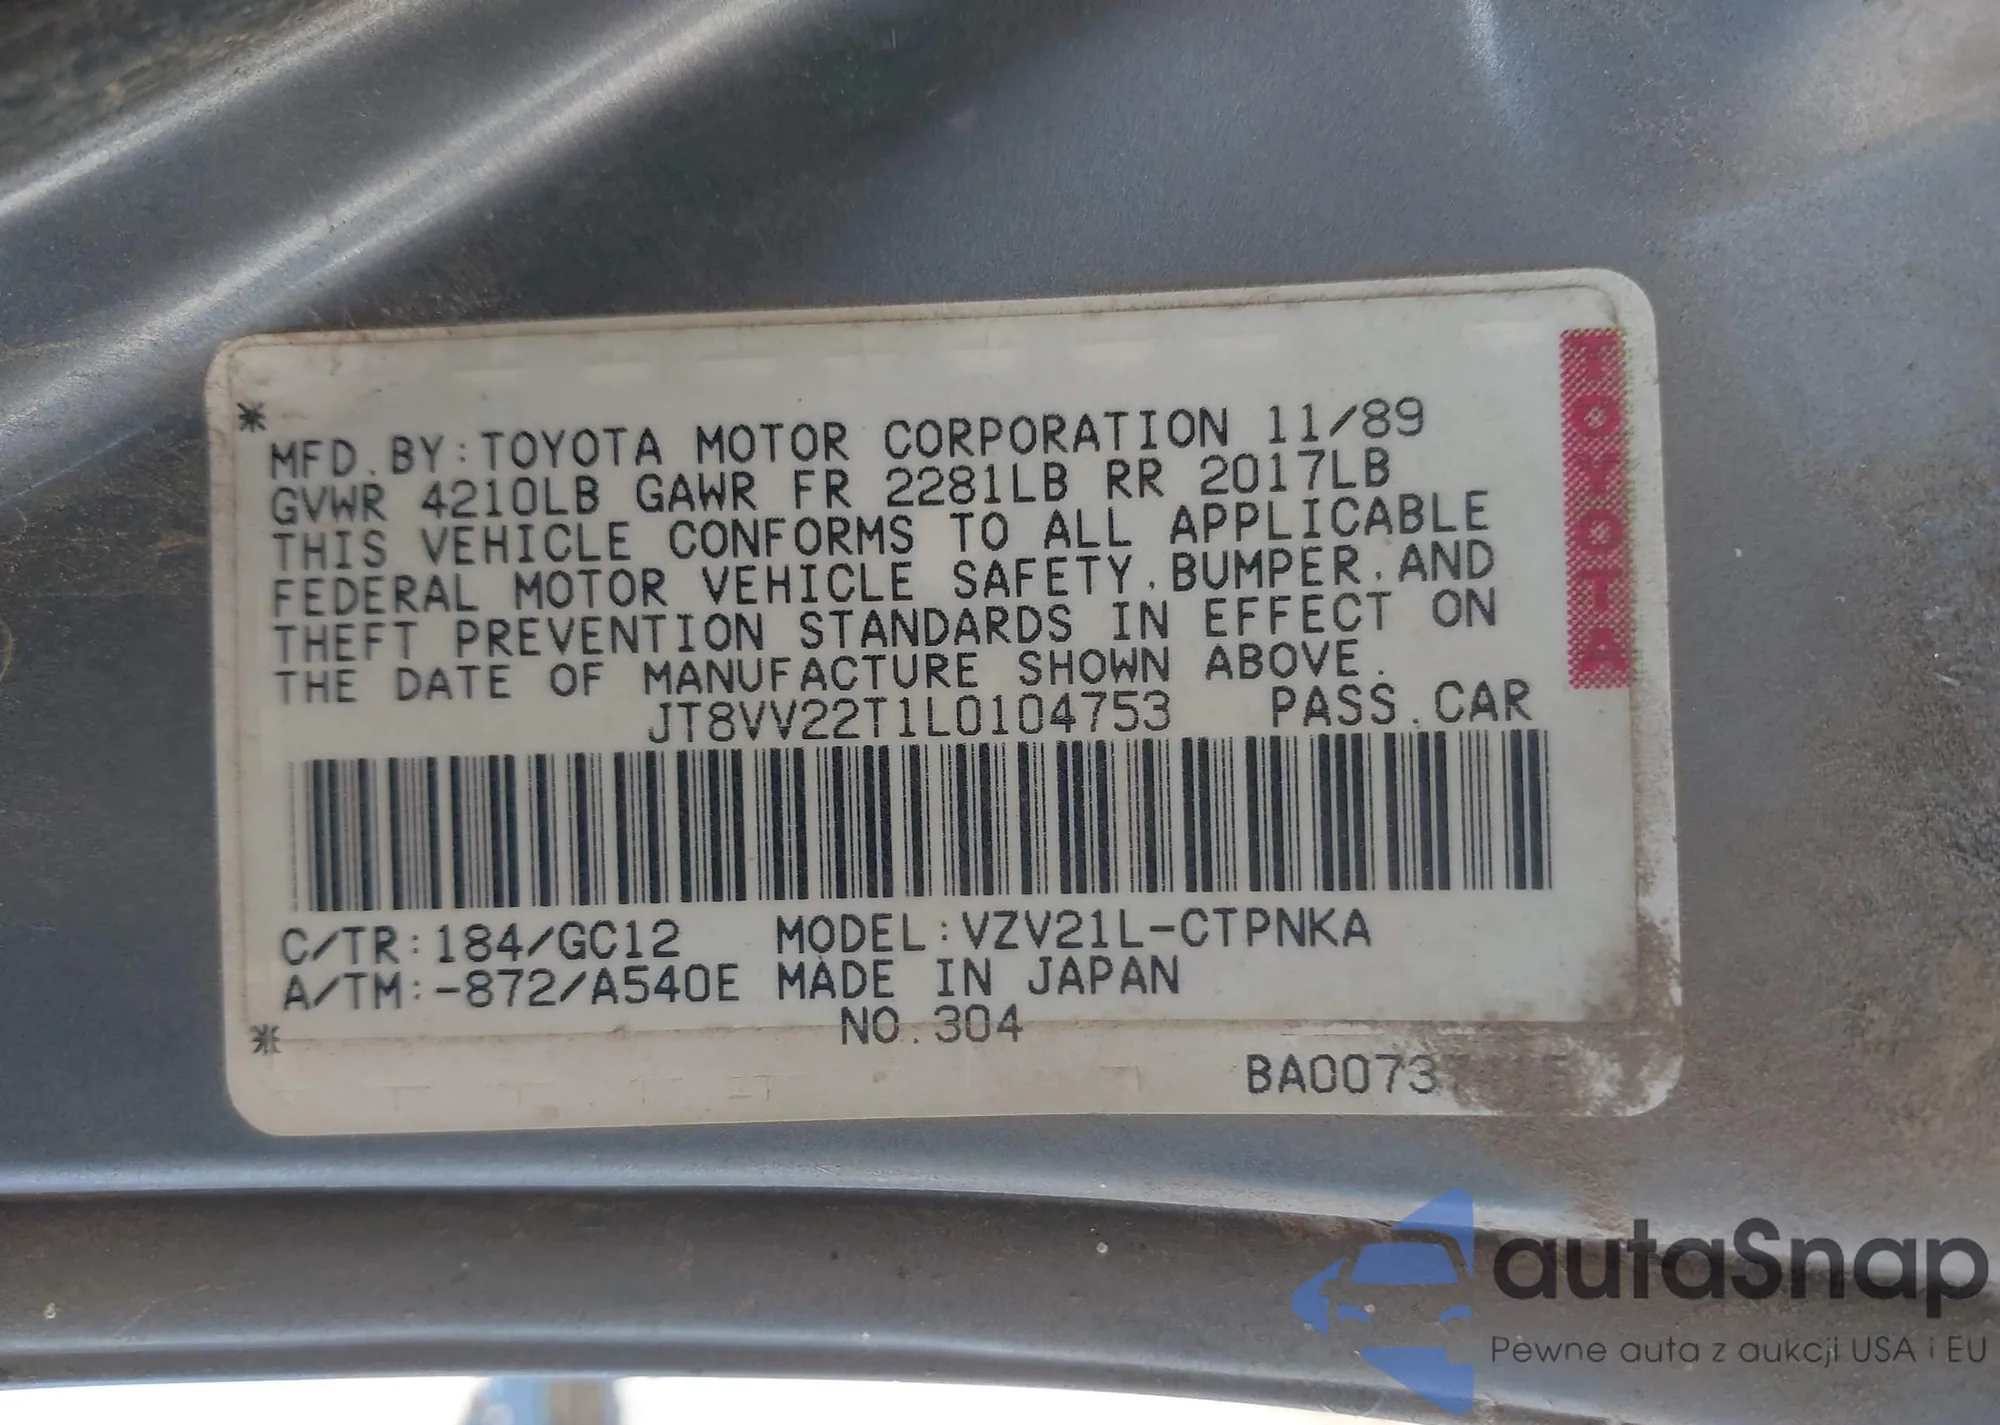 *
MFD.BY:TOYOTA MOTOR CORPORATION 11/89
GVWR 4210LB GAWR FR 2281LB RR 2017LB
THIS VEHICLE CONFORMS TO ALL APPLICABLE
FEDERAL MOTOR VEHICLE SAFETY,BUMPER,AND
THEFT PREVENTION STANDARDS IN EFFECT ON
THE DATE OF MANUFACTURE SHOWN ABOVE.
JT8VV22T1L0104753 PASS.CAR
C/TR:184/GC12 MODEL:VZV21L-CTPNKA
A/TM:-872/A540E MADE IN JAPAN
NO.304
*
TOYOTA
autaSnap
Pewne auta z aukcji USA i EU